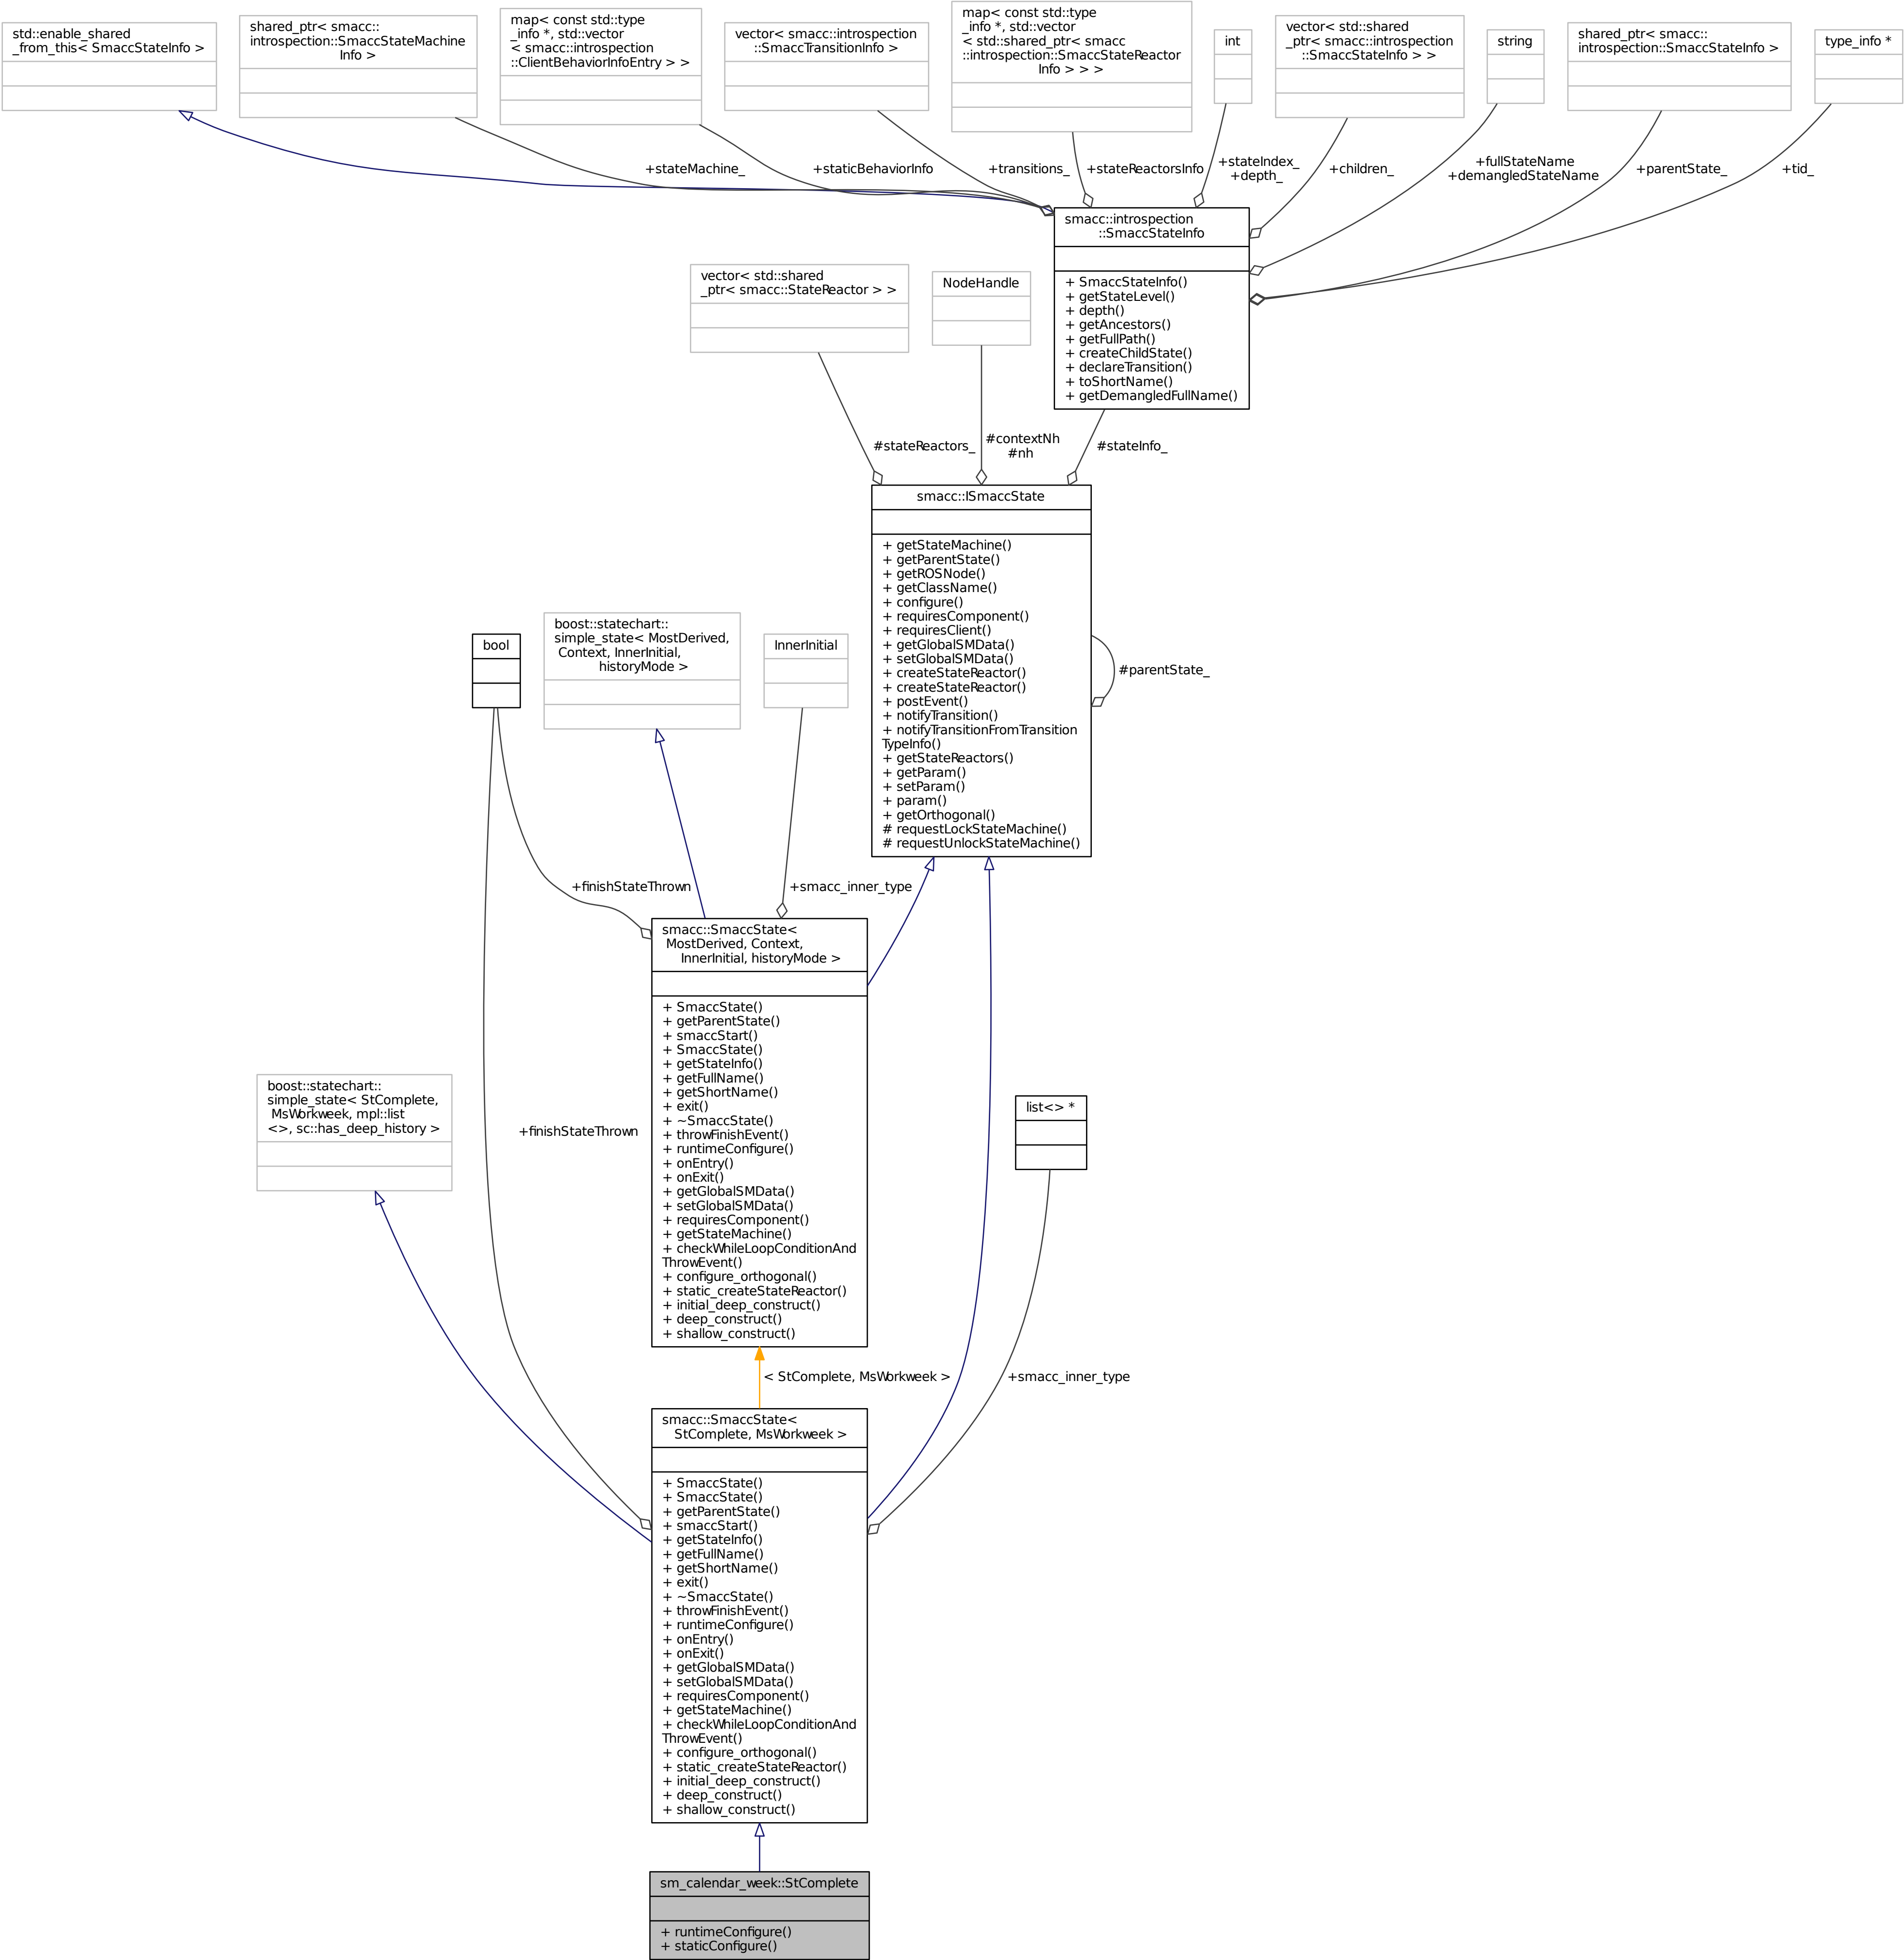 std::enable_shared
_from_this< SmaccStateInfo >
shared_ptr< smacc::
introspection::SmaccStateMachine
Info >
map< const std::type
_info *, std::vector
< smacc::introspection
::ClientBehaviorInfoEntry > >
vector< smacc::introspection
::SmaccTransitionInfo >
map< const std::type
_info *, std::vector
< std::shared_ptr< smacc
::introspection::SmaccStateReactor
Info > > >
int
vector< std::shared
_ptr< smacc::introspection
::SmaccStateInfo > >
string
shared_ptr< smacc::
introspection::SmaccStateInfo >
type_info *
+stateMachine_
+staticBehaviorInfo
+transitions_
+stateReactorsInfo
+stateIndex_
+depth_
+children_
+fullStateName
+demangledStateName
+parentState_
+tid_
smacc::introspection
::SmaccStateInfo
+ SmaccStateInfo()
+ getStateLevel()
+ depth()
+ getAncestors()
+ getFullPath()
+ createChildState()
+ declareTransition()
+ toShortName()
+ getDemangledFullName()
vector< std::shared
_ptr< smacc::StateReactor > >
NodeHandle
#stateReactors_
#contextNh
#nh
#stateInfo_
smacc::ISmaccState
+ getStateMachine()
+ getParentState()
+ getROSNode()
+ getClassName()
+ configure()
+ requiresComponent()
+ requiresClient()
+ getGlobalSMData()
+ setGlobalSMData()
+ createStateReactor()
+ createStateReactor()
+ postEvent()
+ notifyTransition()
+ notifyTransitionFromTransition
TypeInfo()
+ getStateReactors()
+ getParam()
+ setParam()
+ param()
+ getOrthogonal()
# requestLockStateMachine()
# requestUnlockStateMachine()
#parentState_
bool
boost::statechart::
simple_state< MostDerived,
Context, InnerInitial,
historyMode >
InnerInitial
+finishStateThrown
+smacc_inner_type
smacc::SmaccState<
MostDerived, Context,
InnerInitial, historyMode >
+ SmaccState()
+ getParentState()
+ smaccStart()
+ SmaccState()
+ getStateInfo()
+ getFullName()
+ getShortName()
+ exit()
+ ~SmaccState()
+ throwFinishEvent()
+ runtimeConfigure()
+ onEntry()
+ onExit()
+ getGlobalSMData()
+ setGlobalSMData()
+ requiresComponent()
+ getStateMachine()
+ checkWhileLoopConditionAnd
ThrowEvent()
+ configure_orthogonal()
+ static_createStateReactor()
+ initial_deep_construct()
+ deep_construct()
+ shallow_construct()
boost::statechart::
simple_state< StComplete,
MsWorkweek, mpl::list
<>, sc::has_deep_history >
+finishStateThrown
list<> *
< StComplete, MsWorkweek >
+smacc_inner_type
smacc::SmaccState<
StComplete, MsWorkweek >
+ SmaccState()
+ SmaccState()
+ getParentState()
+ smaccStart()
+ getStateInfo()
+ getFullName()
+ getShortName()
+ exit()
+ ~SmaccState()
+ throwFinishEvent()
+ runtimeConfigure()
+ onEntry()
+ onExit()
+ getGlobalSMData()
+ setGlobalSMData()
+ requiresComponent()
+ getStateMachine()
+ checkWhileLoopConditionAnd
ThrowEvent()
+ configure_orthogonal()
+ static_createStateReactor()
+ initial_deep_construct()
+ deep_construct()
+ shallow_construct()
sm_calendar_week::StComplete
+ runtimeConfigure()
+ staticConfigure()